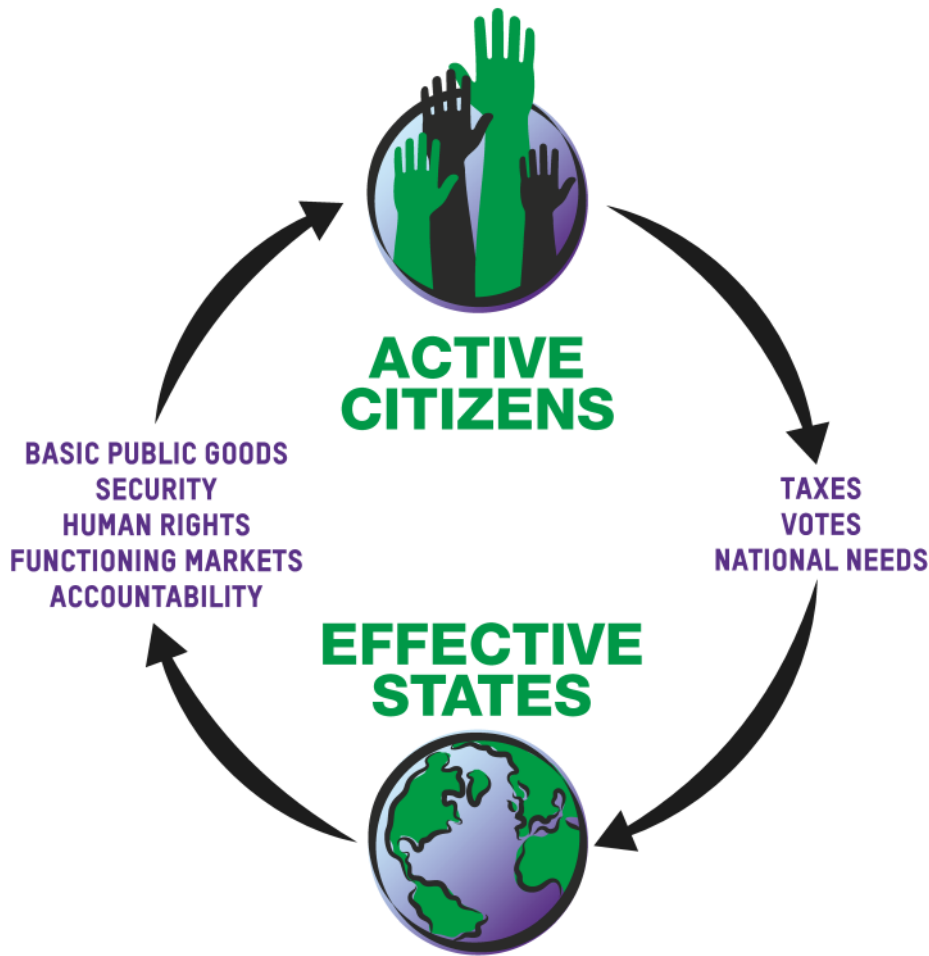 ACTIVE
CITIZENS
BASIC PUBLIC GOODS
SECURITY
HUMAN RIGHTS
FUNCTIONING MARKETS
ACCOUNTABILITY
TAXES
VOTES
NATIONAL NEEDS
EFFECTIVE
STATES